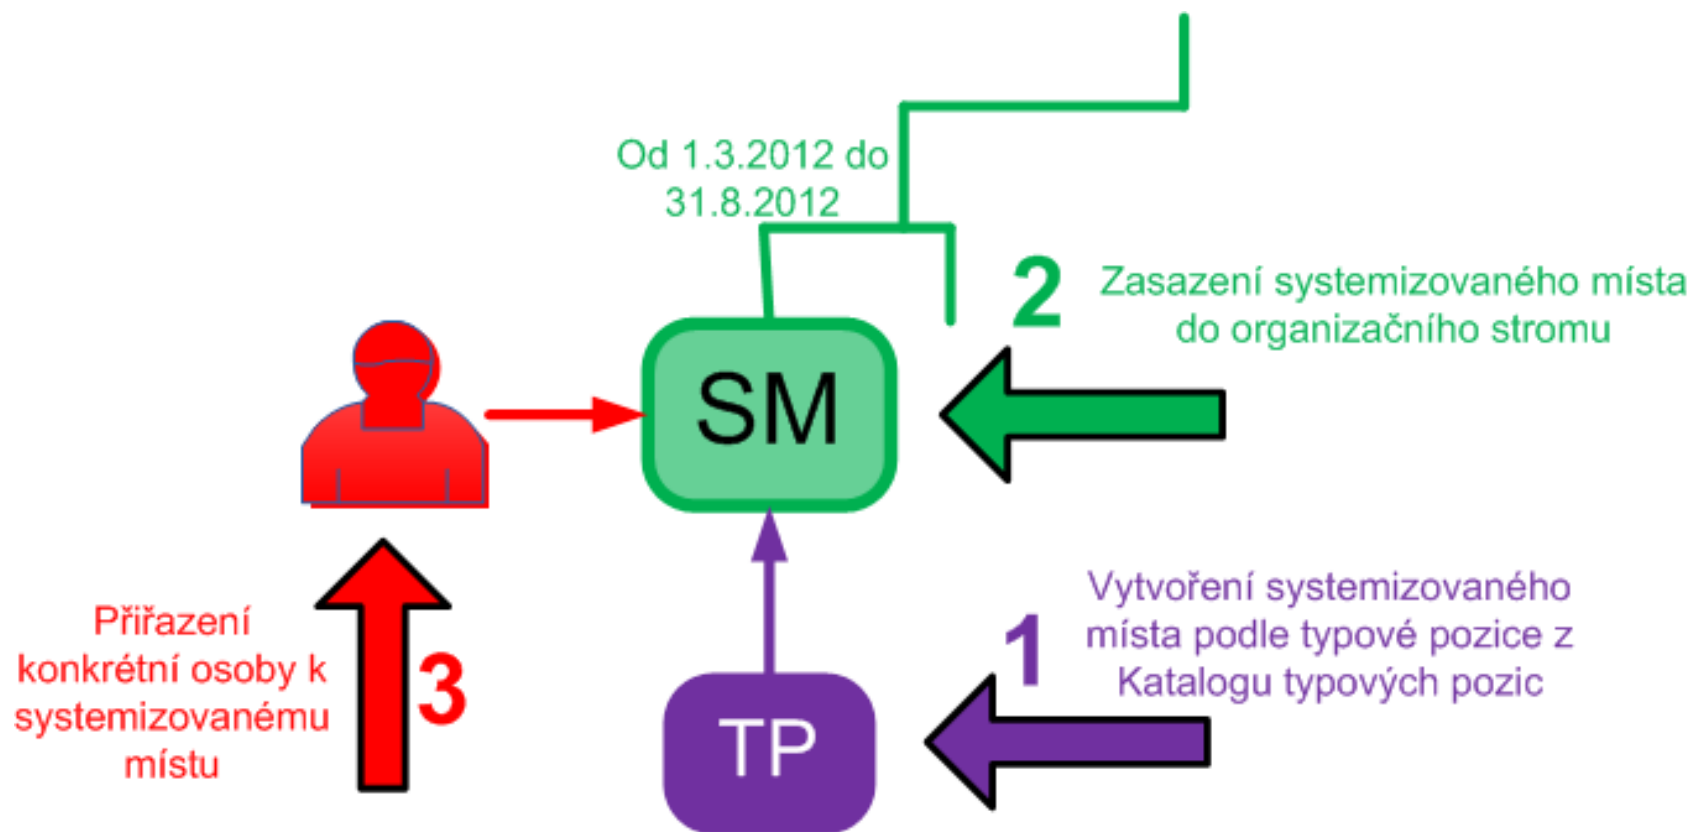 Od 1.3.2012 do
31.8.2012
2
Zasazení systemizovaného místa
do organizačního stromu
SM
Přiřazení
konkrétní osoby k
systemizovanému
místu
3
1
Vytvoření systemizovaného
místa podle typové pozice z
Katalogu typových pozic
TP